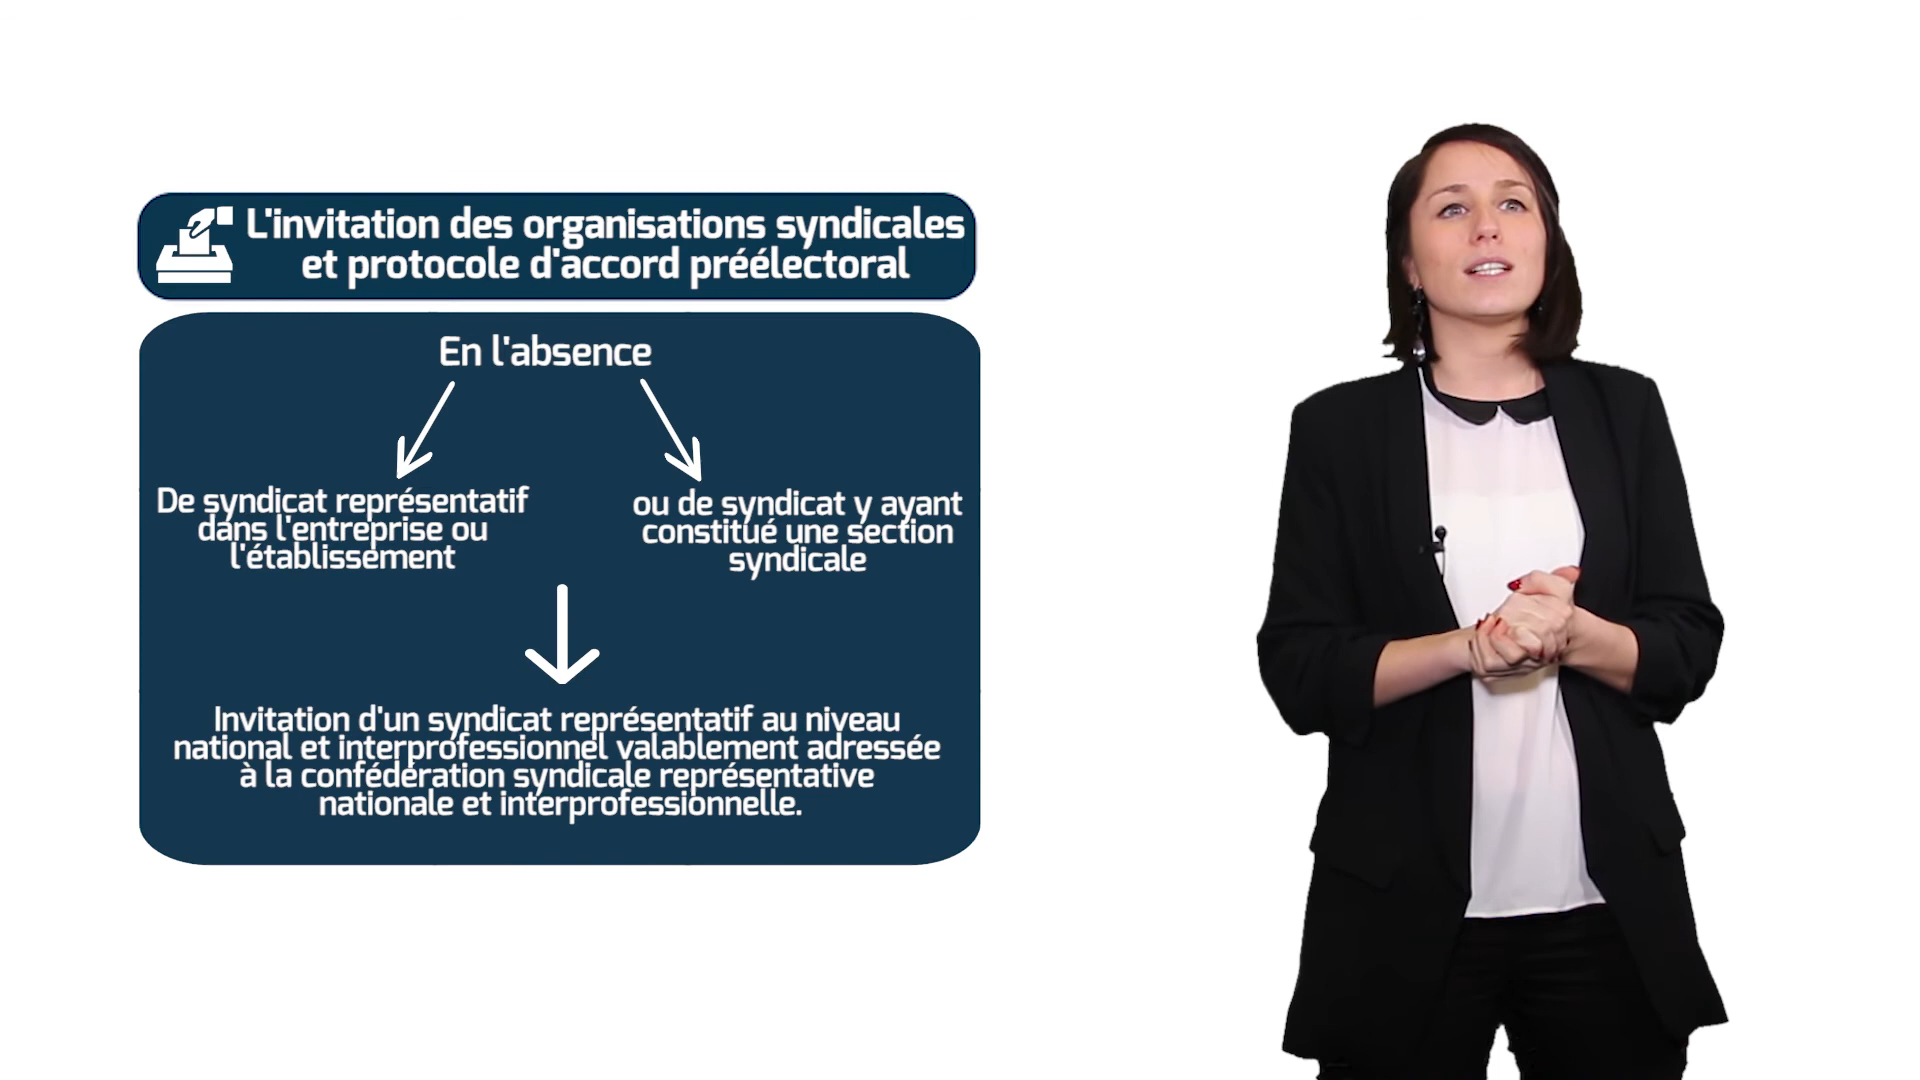 L'invitation des organisations syndicales
et protocole d'accord préélectoral
En l'absence
De syndicat représentatif
dans l'entreprise ou
l'établissement
ou de syndicat y ayant
constitué une section
syndicale
Invitation d'un syndicat représentatif au niveau
national et interprofessionnel valablement adressée
à la confédération syndicale représentative
nationale et interprofessionnelle.